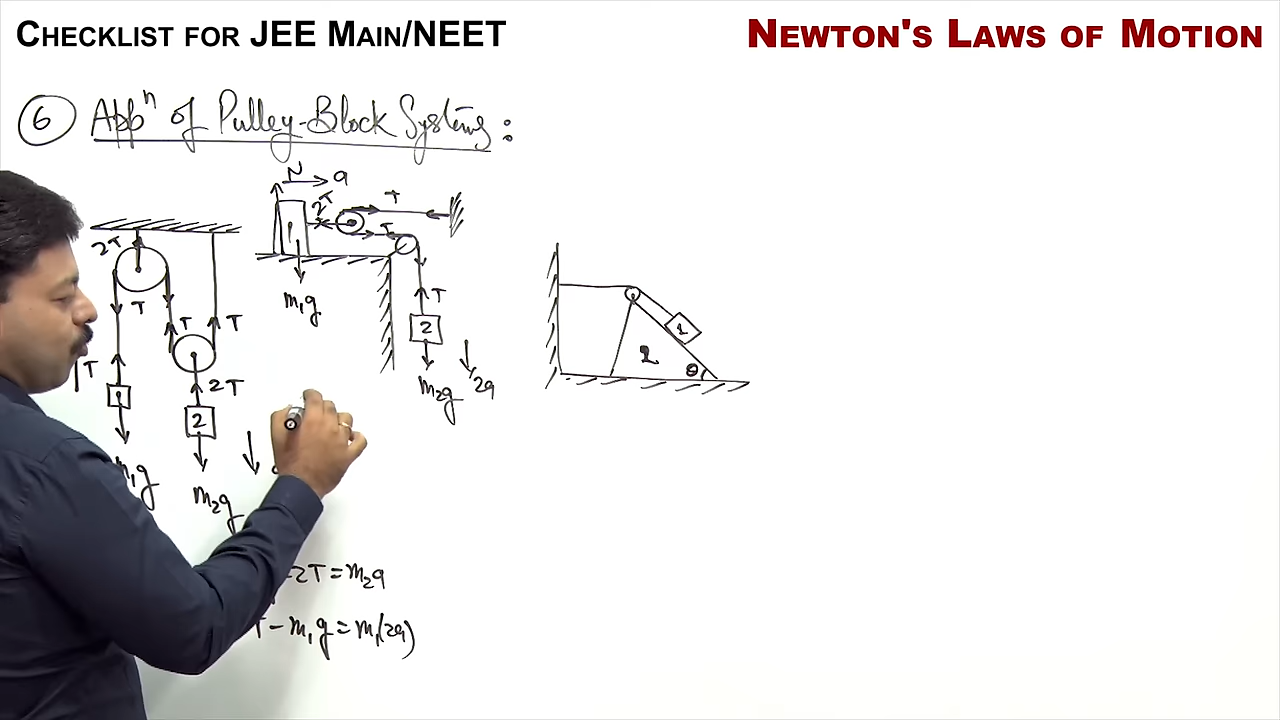 CHECKLIST FOR JEE MAIN/NEET
NEWTON'S LAWS OF MOTION
6 Appⁿ of Pulley-Block Systems:
2T
T
T
T
T
1
2T
2
m₁g
m₂g
2T = m₂a
- m₁g = m₁(2a)
N
a
2T
T
T
1
m₁g
T
2
m₂g
2a
2
θ